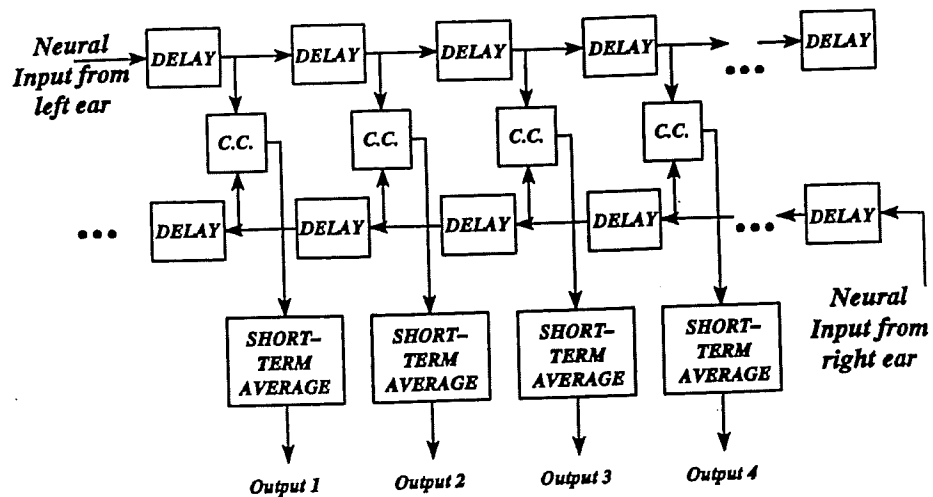 Neural
Input from
left ear
DELAY
DELAY
DELAY
DELAY
•••
DELAY
C.C.
C.C.
C.C.
C.C.
•••
DELAY
DELAY
DELAY
DELAY
•••
DELAY
Neural
Input from
right ear
SHORT–
TERM
AVERAGE
SHORT–
TERM
AVERAGE
SHORT–
TERM
AVERAGE
SHORT–
TERM
AVERAGE
Output 1
Output 2
Output 3
Output 4